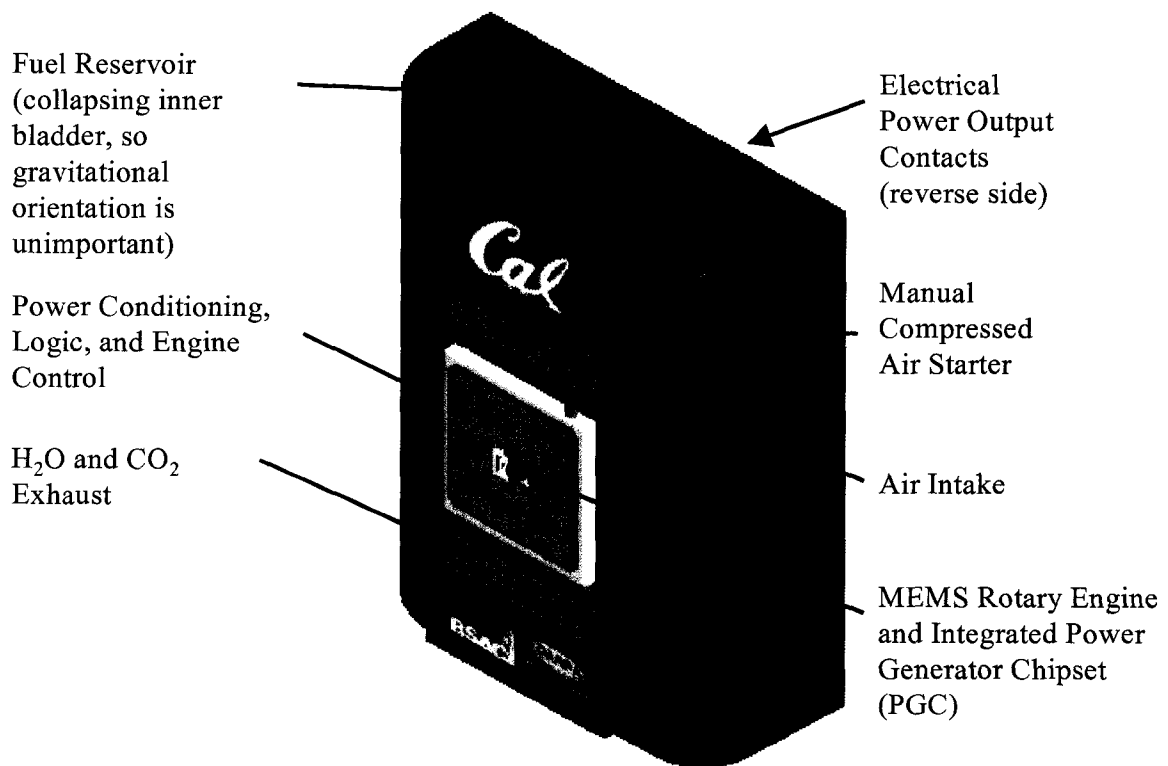 Fuel Reservoir
(collapsing inner
bladder, so
gravitational
orientation is
unimportant)
Power Conditioning,
Logic, and Engine
Control
H₂O and CO₂
Exhaust
Cal
BSAC
Electrical
Power Output
Contacts
(reverse side)
Manual
Compressed
Air Starter
Air Intake
MEMS Rotary Engine
and Integrated Power
Generator Chipset
(PGC)